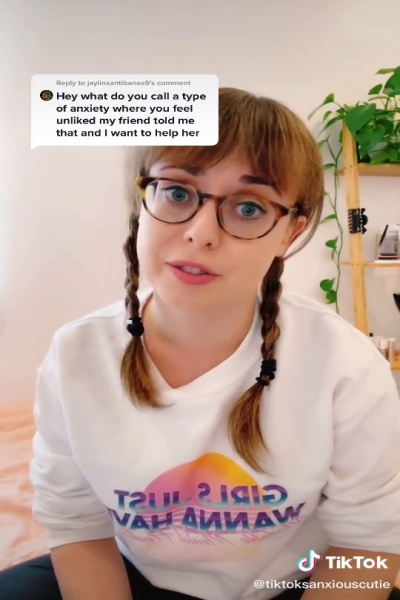 Reply to jaylinsantibanes9's comment
Hey what do you call a type
of anxiety where you feel
unliked my friend told me
that and I want to help her
GIRLS JUST
WANNA HAVE
TikTok
@tiktoksanxiouscutie